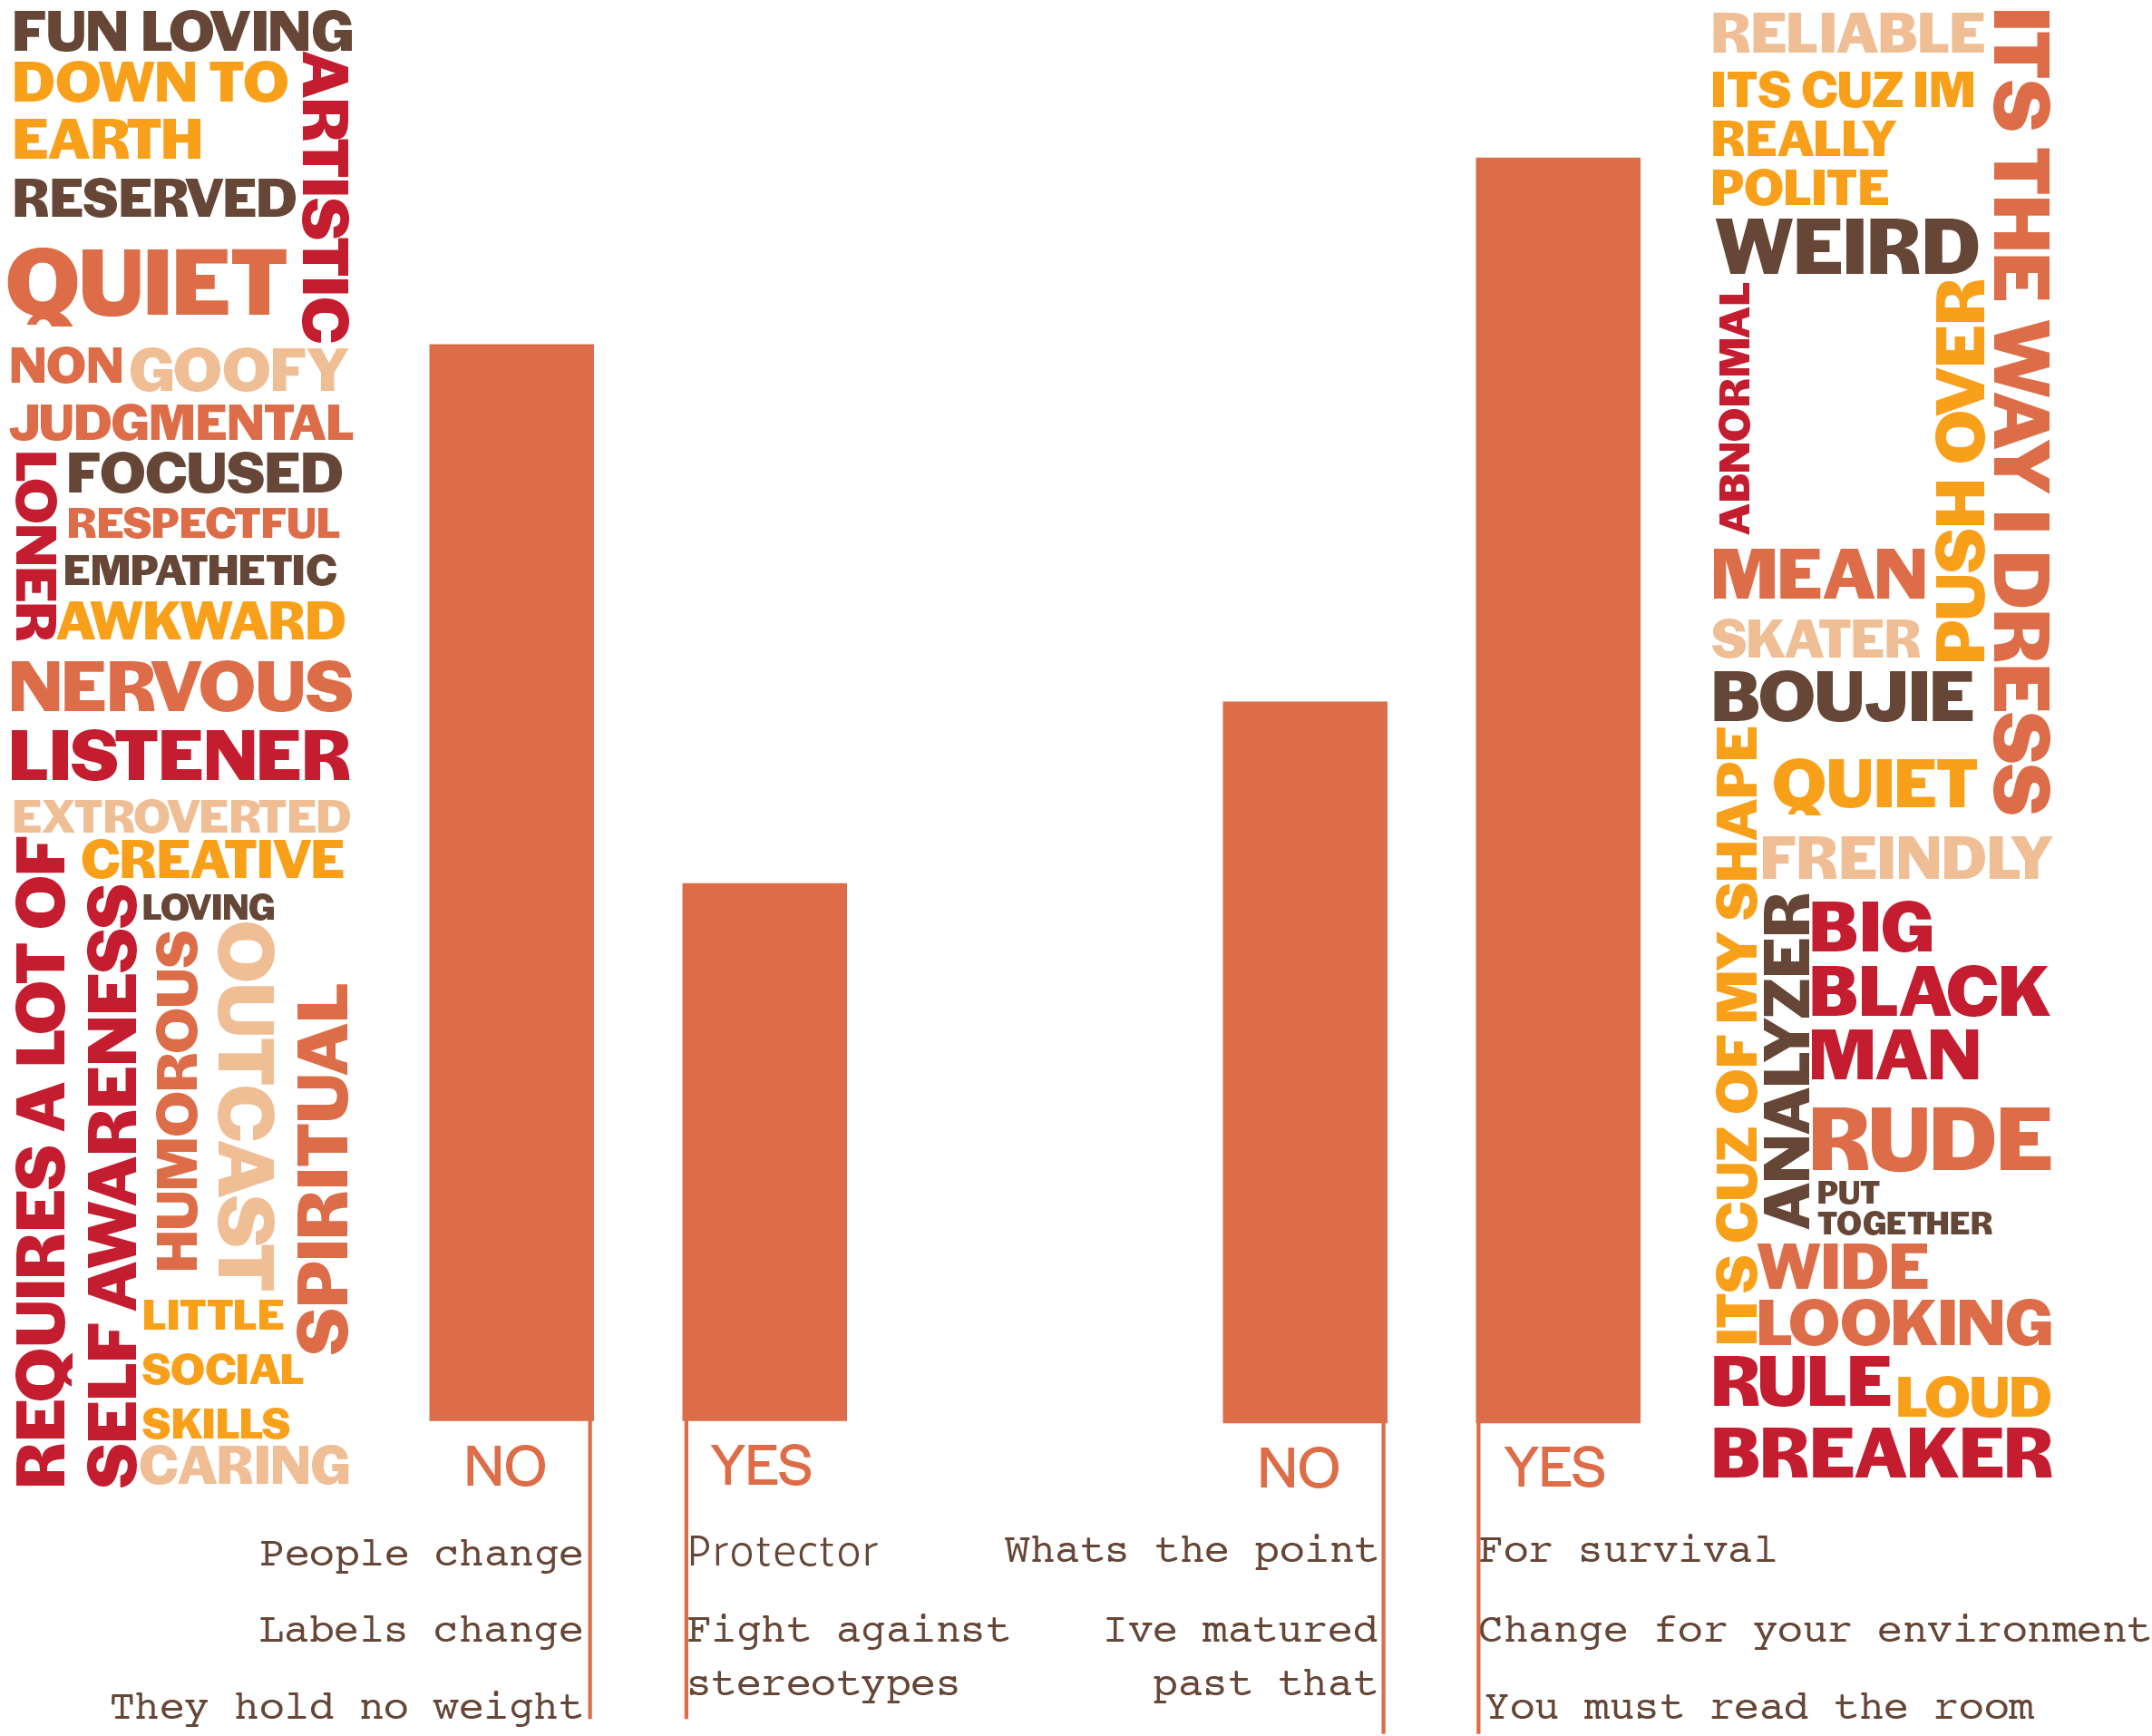 FUN LOVING
DOWN TO
EARTH
ARTISTIC
RESERVED
QUIET
NON
GOOFY
JUDGMENTAL
LONER
FOCUSED
RESPECTFUL
EMPATHETIC
AWKWARD
NERVOUS
LISTENER
EXTROVERTED
CREATIVE
REQUIRES A LOT OF
SELF AWARENESS
LOVING
HUMOROUS
OUTCAST
SPIRITUAL
LITTLE
SOCIAL
SKILLS
CARING
NO
YES
People change
Labels change
They hold no weight
Protector
Fight against
stereotypes
NO
YES
Whats the point
Ive matured
past that
For survival
Change for your environment
You must read the room
RELIABLE
ITS CUZ IM
REALLY
POLITE
ITS THE WAY I DRESS
WEIRD
ABNORMAL
PUSH OVER
MEAN
SKATER
BOUJIE
ITS CUZ OF MY SHAPE
QUIET
FREINDLY
ANALYZER
BIG
BLACK
MAN
RUDE
PUT
TOGETHER
WIDE
LOOKING
RULE
BREAKER
LOUD